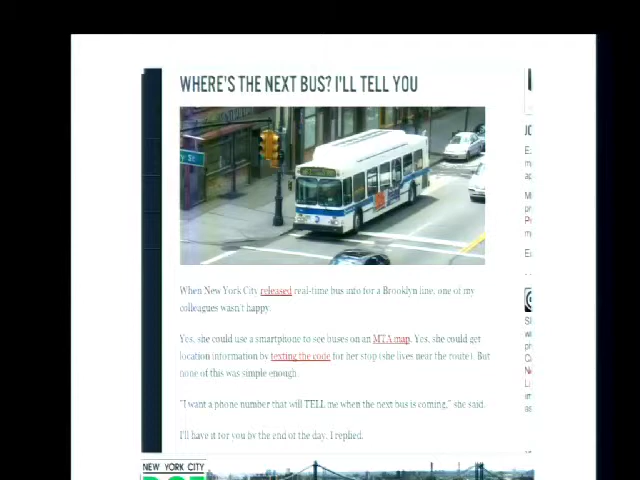 WHERE'S THE NEXT BUS? I'LL TELL YOU
When New York City released real-time bus info for a Brooklyn line, one of my
colleagues wasn't happy.
Yes, she could use a smartphone to see buses on an MTA map. Yes, she could get
location information by texting the code for her stop (she lives near the route). But
none of this was simple enough.
"I want a phone number that will TELL me when the next bus is coming," she said.
I'll have it for you by the end of the day, I replied.
NEW YORK CITY